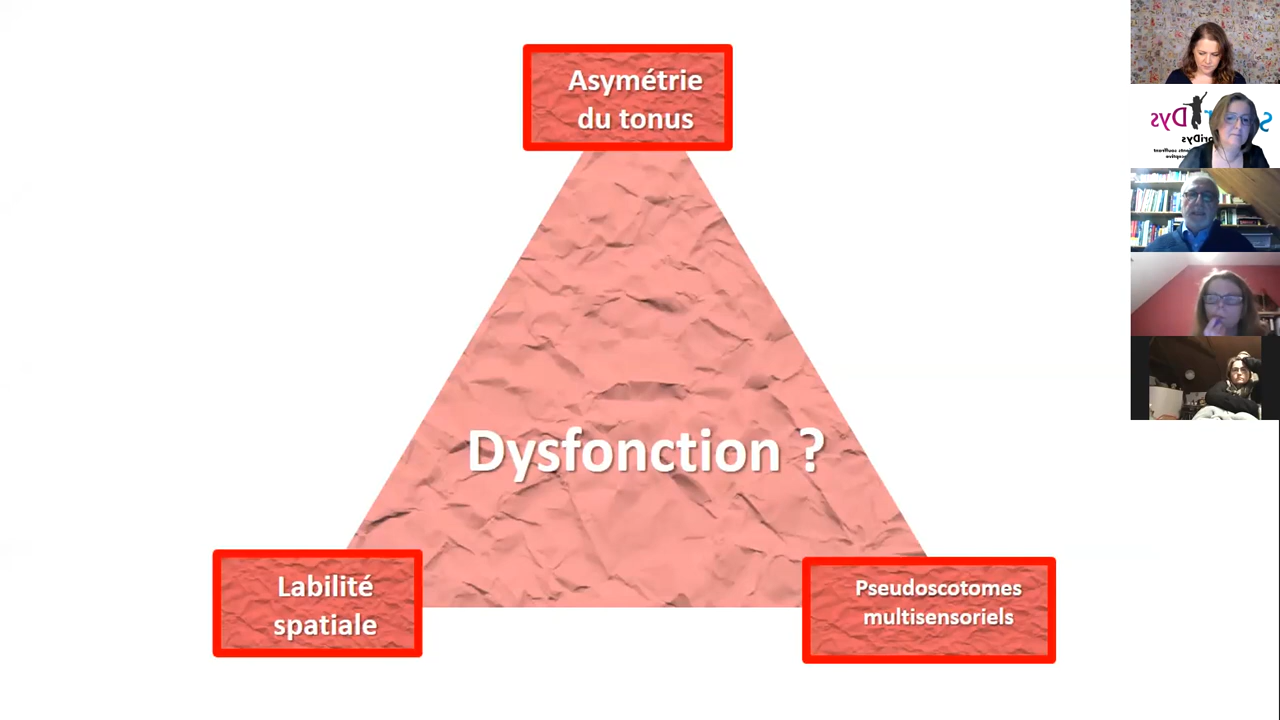 Asymétrie
du tonus
Dysfonction ?
Labilité
spatiale
Pseudoscotomes
multisensoriels